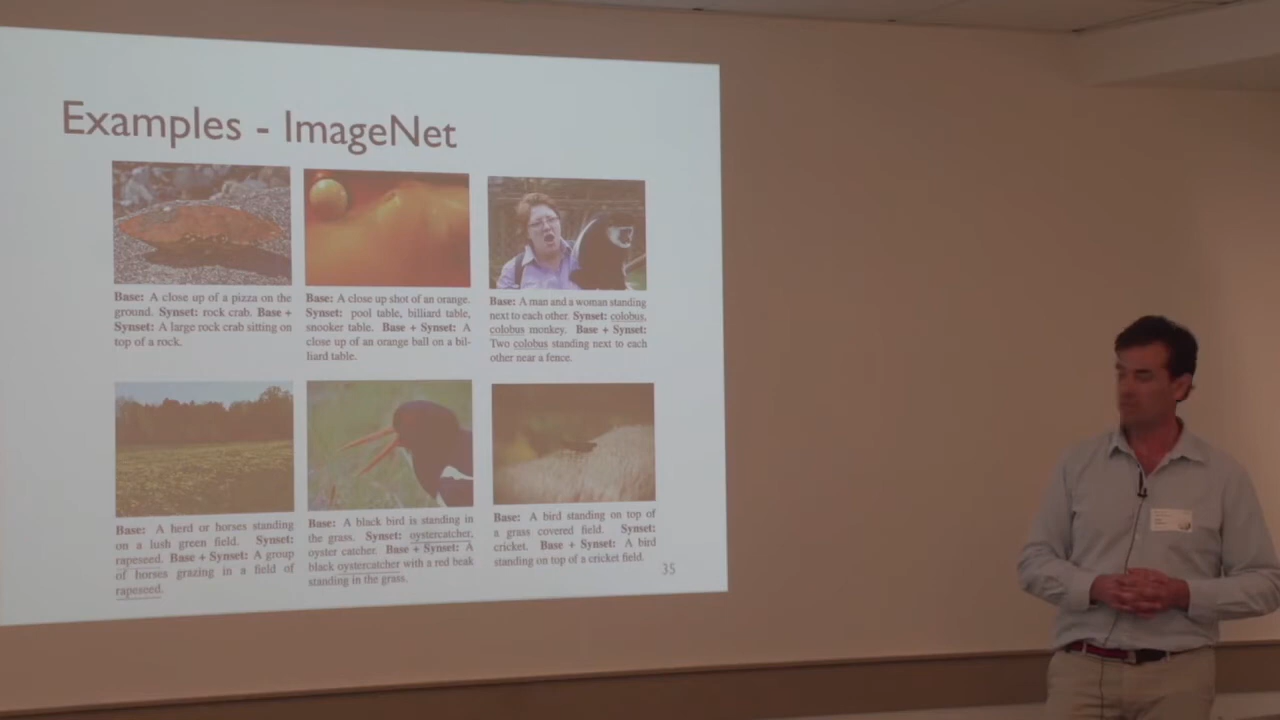 Examples - ImageNet
Base: A close up of a pizza on the
ground. Synset: rock crab. Base +
Synset: A large rock crab sitting on
top of a rock.
Base: A close up shot of an orange.
Synset: pool table, billiard table,
snooker table. Base + Synset: A
close up of an orange ball on a bil-
liard table.
Base: A man and a woman standing
next to each other. Synset: colobus,
colobus monkey. Base + Synset:
Two colobus standing next to each
other near a fence.
Base: A herd or horses standing
on a lush green field. Synset:
rapeseed. Base + Synset: A group
of horses grazing in a field of
rapeseed.
Base: A black bird is standing in
the grass. Synset: oystercatcher,
oyster catcher. Base + Synset: A
black oystercatcher with a red beak
standing in the grass.
Base: A bird standing on top of
a grass covered field. Synset:
cricket. Base + Synset: A bird
standing on top of a cricket field.
35